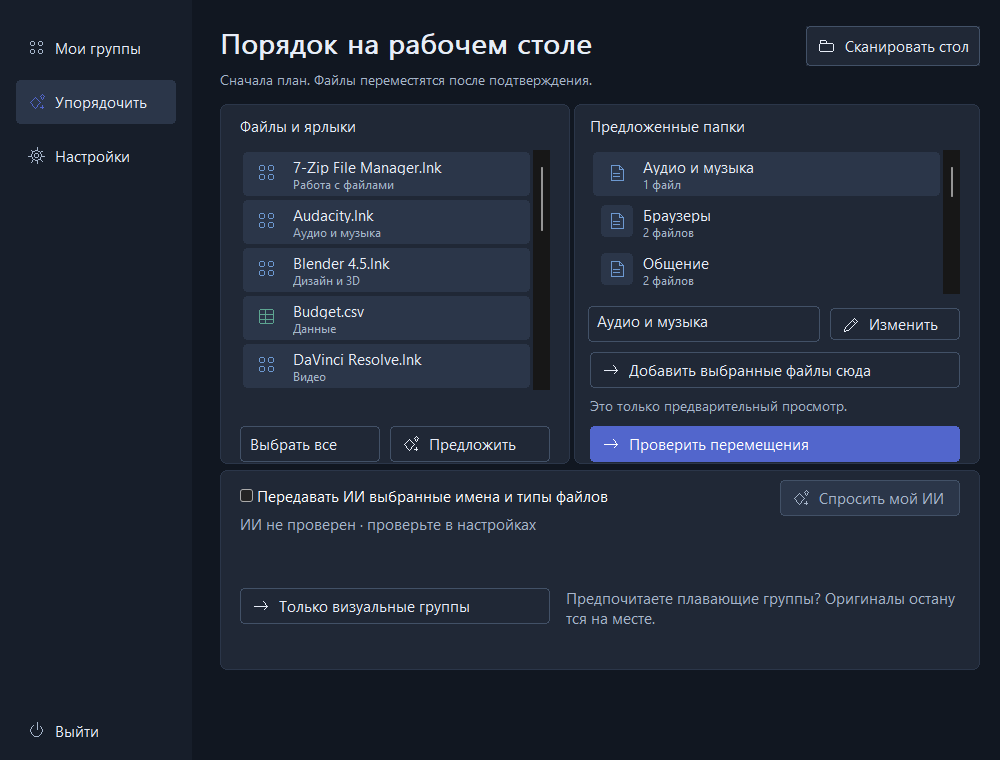 Мои группы
Упорядочить
Настройки
Выйти
Порядок на рабочем столе
Сканировать стол
Сначала план. Файлы переместятся после подтверждения.
Файлы и ярлыки
7-Zip File Manager.lnk
Работа с файлами
Audacity.lnk
Аудио и музыка
Blender 4.5.lnk
Дизайн и 3D
Budget.csv
Данные
DaVinci Resolve.lnk
Видео
Выбрать все
Предложить
Предложенные папки
Аудио и музыка
1 файл
Браузеры
2 файлов
Общение
2 файлов
Аудио и музыка
Изменить
Добавить выбранные файлы сюда
Это только предварительный просмотр.
Проверить перемещения
Передавать ИИ выбранные имена и типы файлов
Спросить мой ИИ
ИИ не проверен · проверьте в настройках
Только визуальные группы
Предпочитаете плавающие группы? Оригиналы остану
тся на месте.